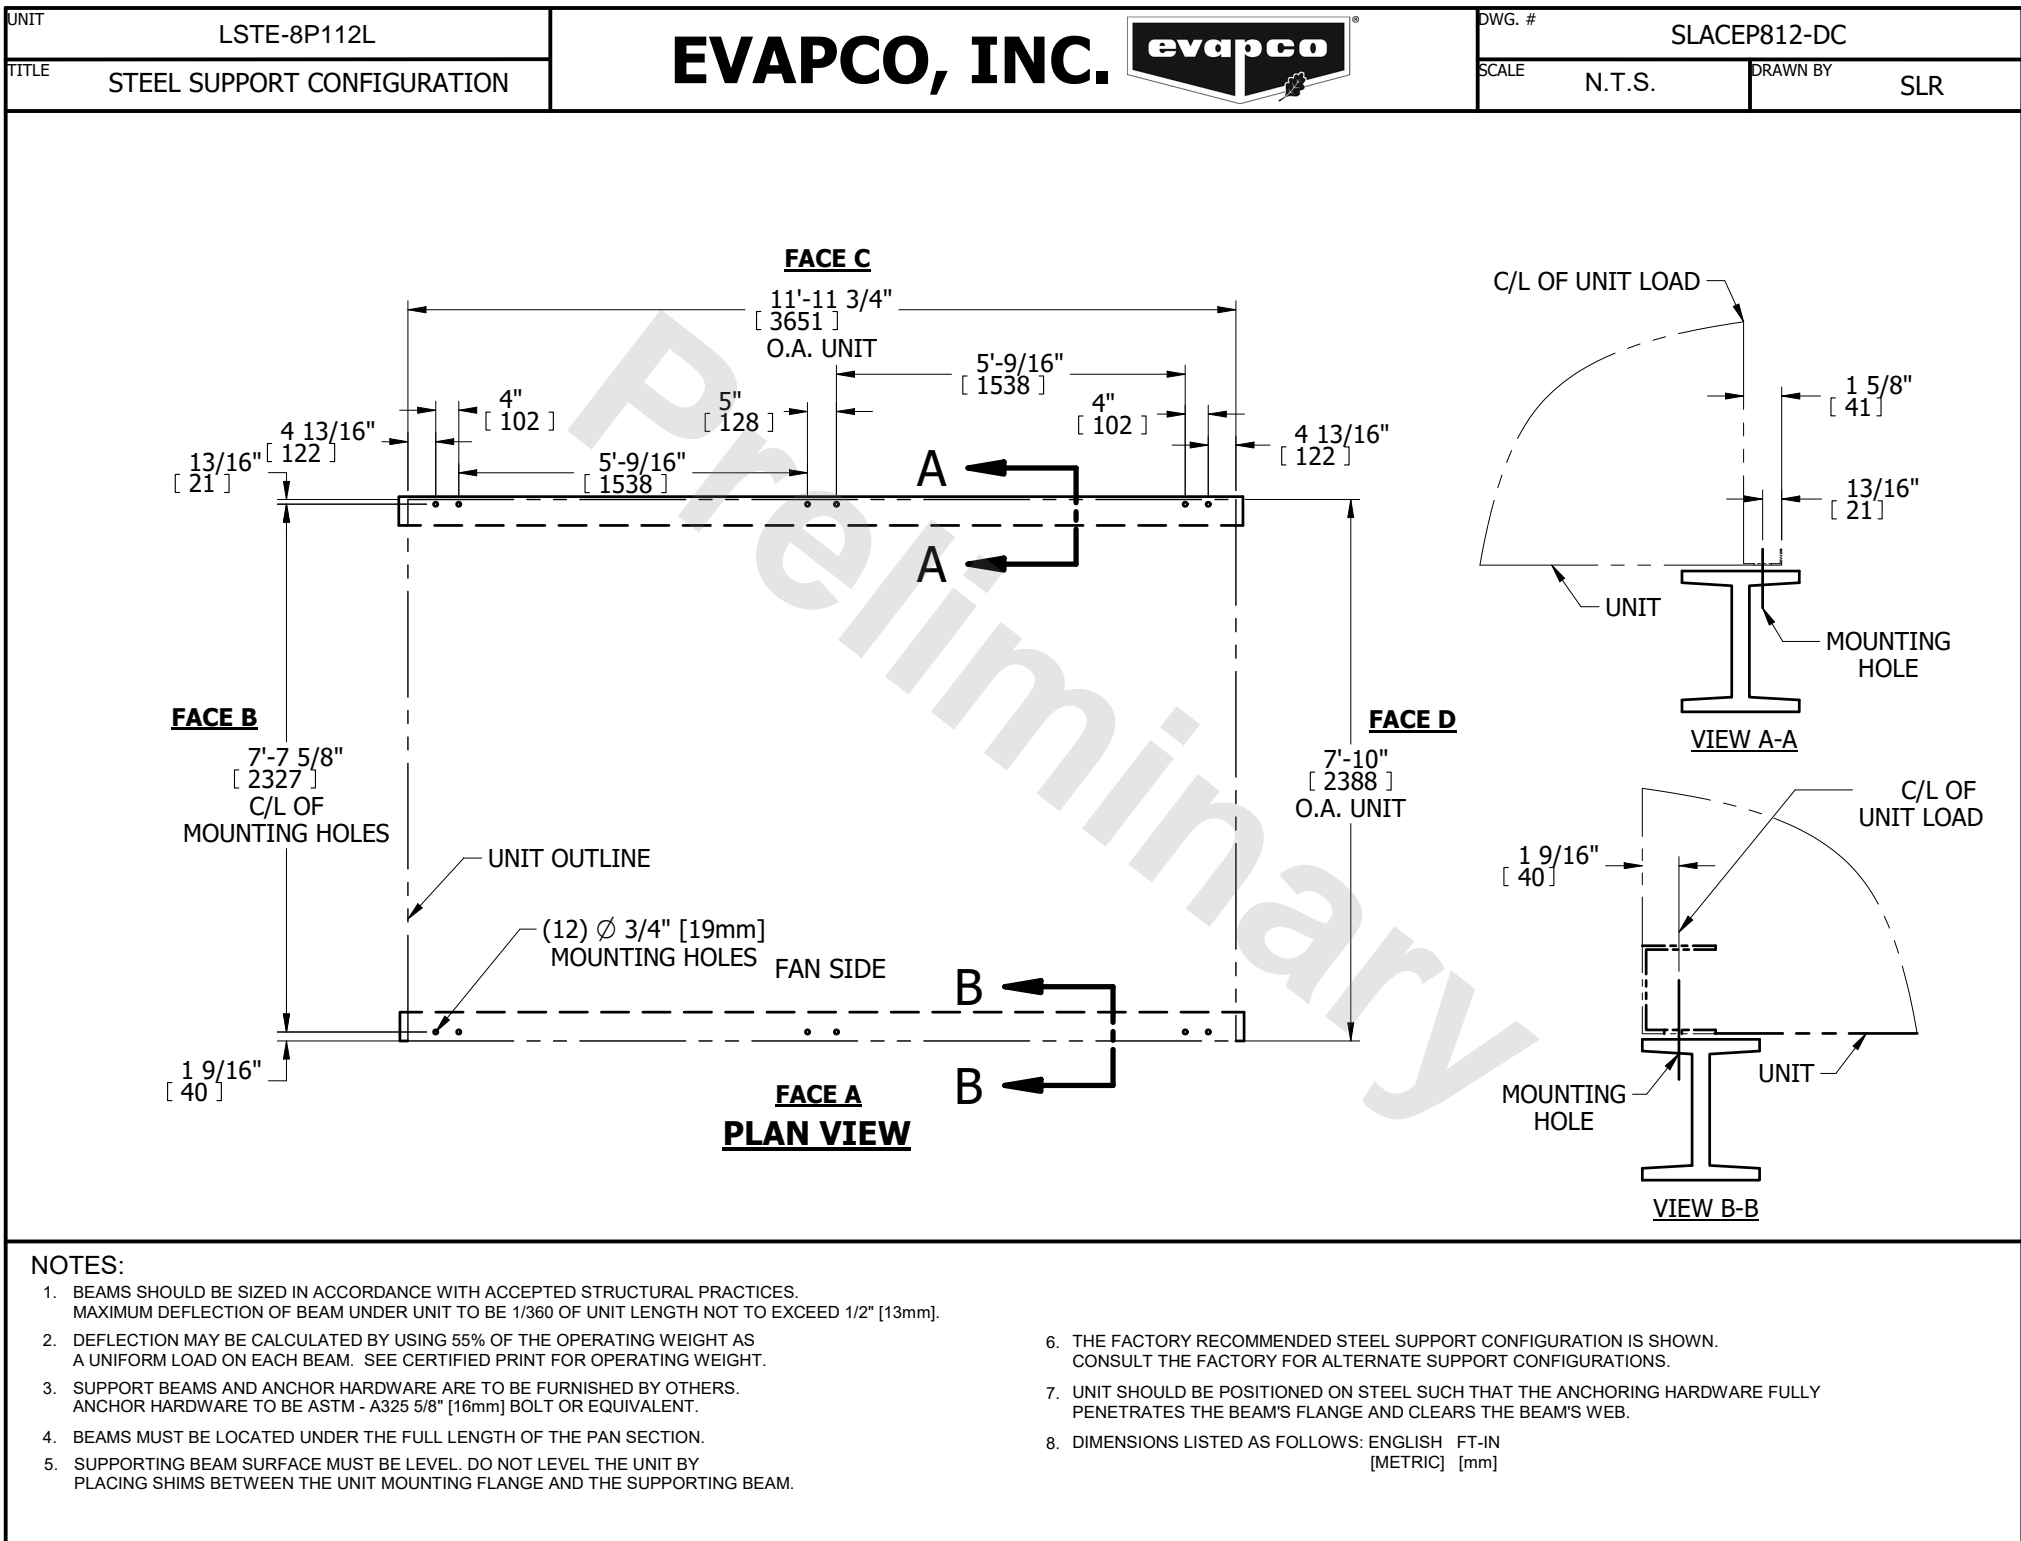 UNIT
LSTE-8P112L
TITLE
STEEL SUPPORT CONFIGURATION
EVAPCO, INC.
evapco
®
DWG. #
SLACEP812-DC
SCALE
N.T.S.
DRAWN BY
SLR
Preliminary
FACE C
11'-11 3/4"
[ 3651 ]
O.A. UNIT
5'-9/16"
[ 1538 ]
4"
[ 102 ]
5"
[ 128 ]
4"
[ 102 ]
4 13/16"
[ 122 ]
4 13/16"
[ 122 ]
13/16"
[ 21 ]
5'-9/16"
[ 1538 ]
A
A
FACE B
7'-7 5/8"
[ 2327 ]
C/L OF
MOUNTING HOLES
FACE D
7'-10"
[ 2388 ]
O.A. UNIT
UNIT OUTLINE
(12) Ø 3/4" [19mm]
MOUNTING HOLES
FAN SIDE
B
B
1 9/16"
[ 40 ]
FACE A
PLAN VIEW
C/L OF UNIT LOAD
1 5/8"
[ 41 ]
13/16"
[ 21 ]
UNIT
MOUNTING
HOLE
VIEW A-A
C/L OF
UNIT LOAD
1 9/16"
[ 40 ]
UNIT
MOUNTING
HOLE
VIEW B-B
NOTES:
1. BEAMS SHOULD BE SIZED IN ACCORDANCE WITH ACCEPTED STRUCTURAL PRACTICES.
MAXIMUM DEFLECTION OF BEAM UNDER UNIT TO BE 1/360 OF UNIT LENGTH NOT TO EXCEED 1/2" [13mm].
2. DEFLECTION MAY BE CALCULATED BY USING 55% OF THE OPERATING WEIGHT AS
A UNIFORM LOAD ON EACH BEAM. SEE CERTIFIED PRINT FOR OPERATING WEIGHT.
3. SUPPORT BEAMS AND ANCHOR HARDWARE ARE TO BE FURNISHED BY OTHERS.
ANCHOR HARDWARE TO BE ASTM - A325 5/8" [16mm] BOLT OR EQUIVALENT.
4. BEAMS MUST BE LOCATED UNDER THE FULL LENGTH OF THE PAN SECTION.
5. SUPPORTING BEAM SURFACE MUST BE LEVEL. DO NOT LEVEL THE UNIT BY
PLACING SHIMS BETWEEN THE UNIT MOUNTING FLANGE AND THE SUPPORTING BEAM.
6. THE FACTORY RECOMMENDED STEEL SUPPORT CONFIGURATION IS SHOWN.
CONSULT THE FACTORY FOR ALTERNATE SUPPORT CONFIGURATIONS.
7. UNIT SHOULD BE POSITIONED ON STEEL SUCH THAT THE ANCHORING HARDWARE FULLY
PENETRATES THE BEAM'S FLANGE AND CLEARS THE BEAM'S WEB.
8. DIMENSIONS LISTED AS FOLLOWS: ENGLISH FT-IN
[METRIC] [mm]